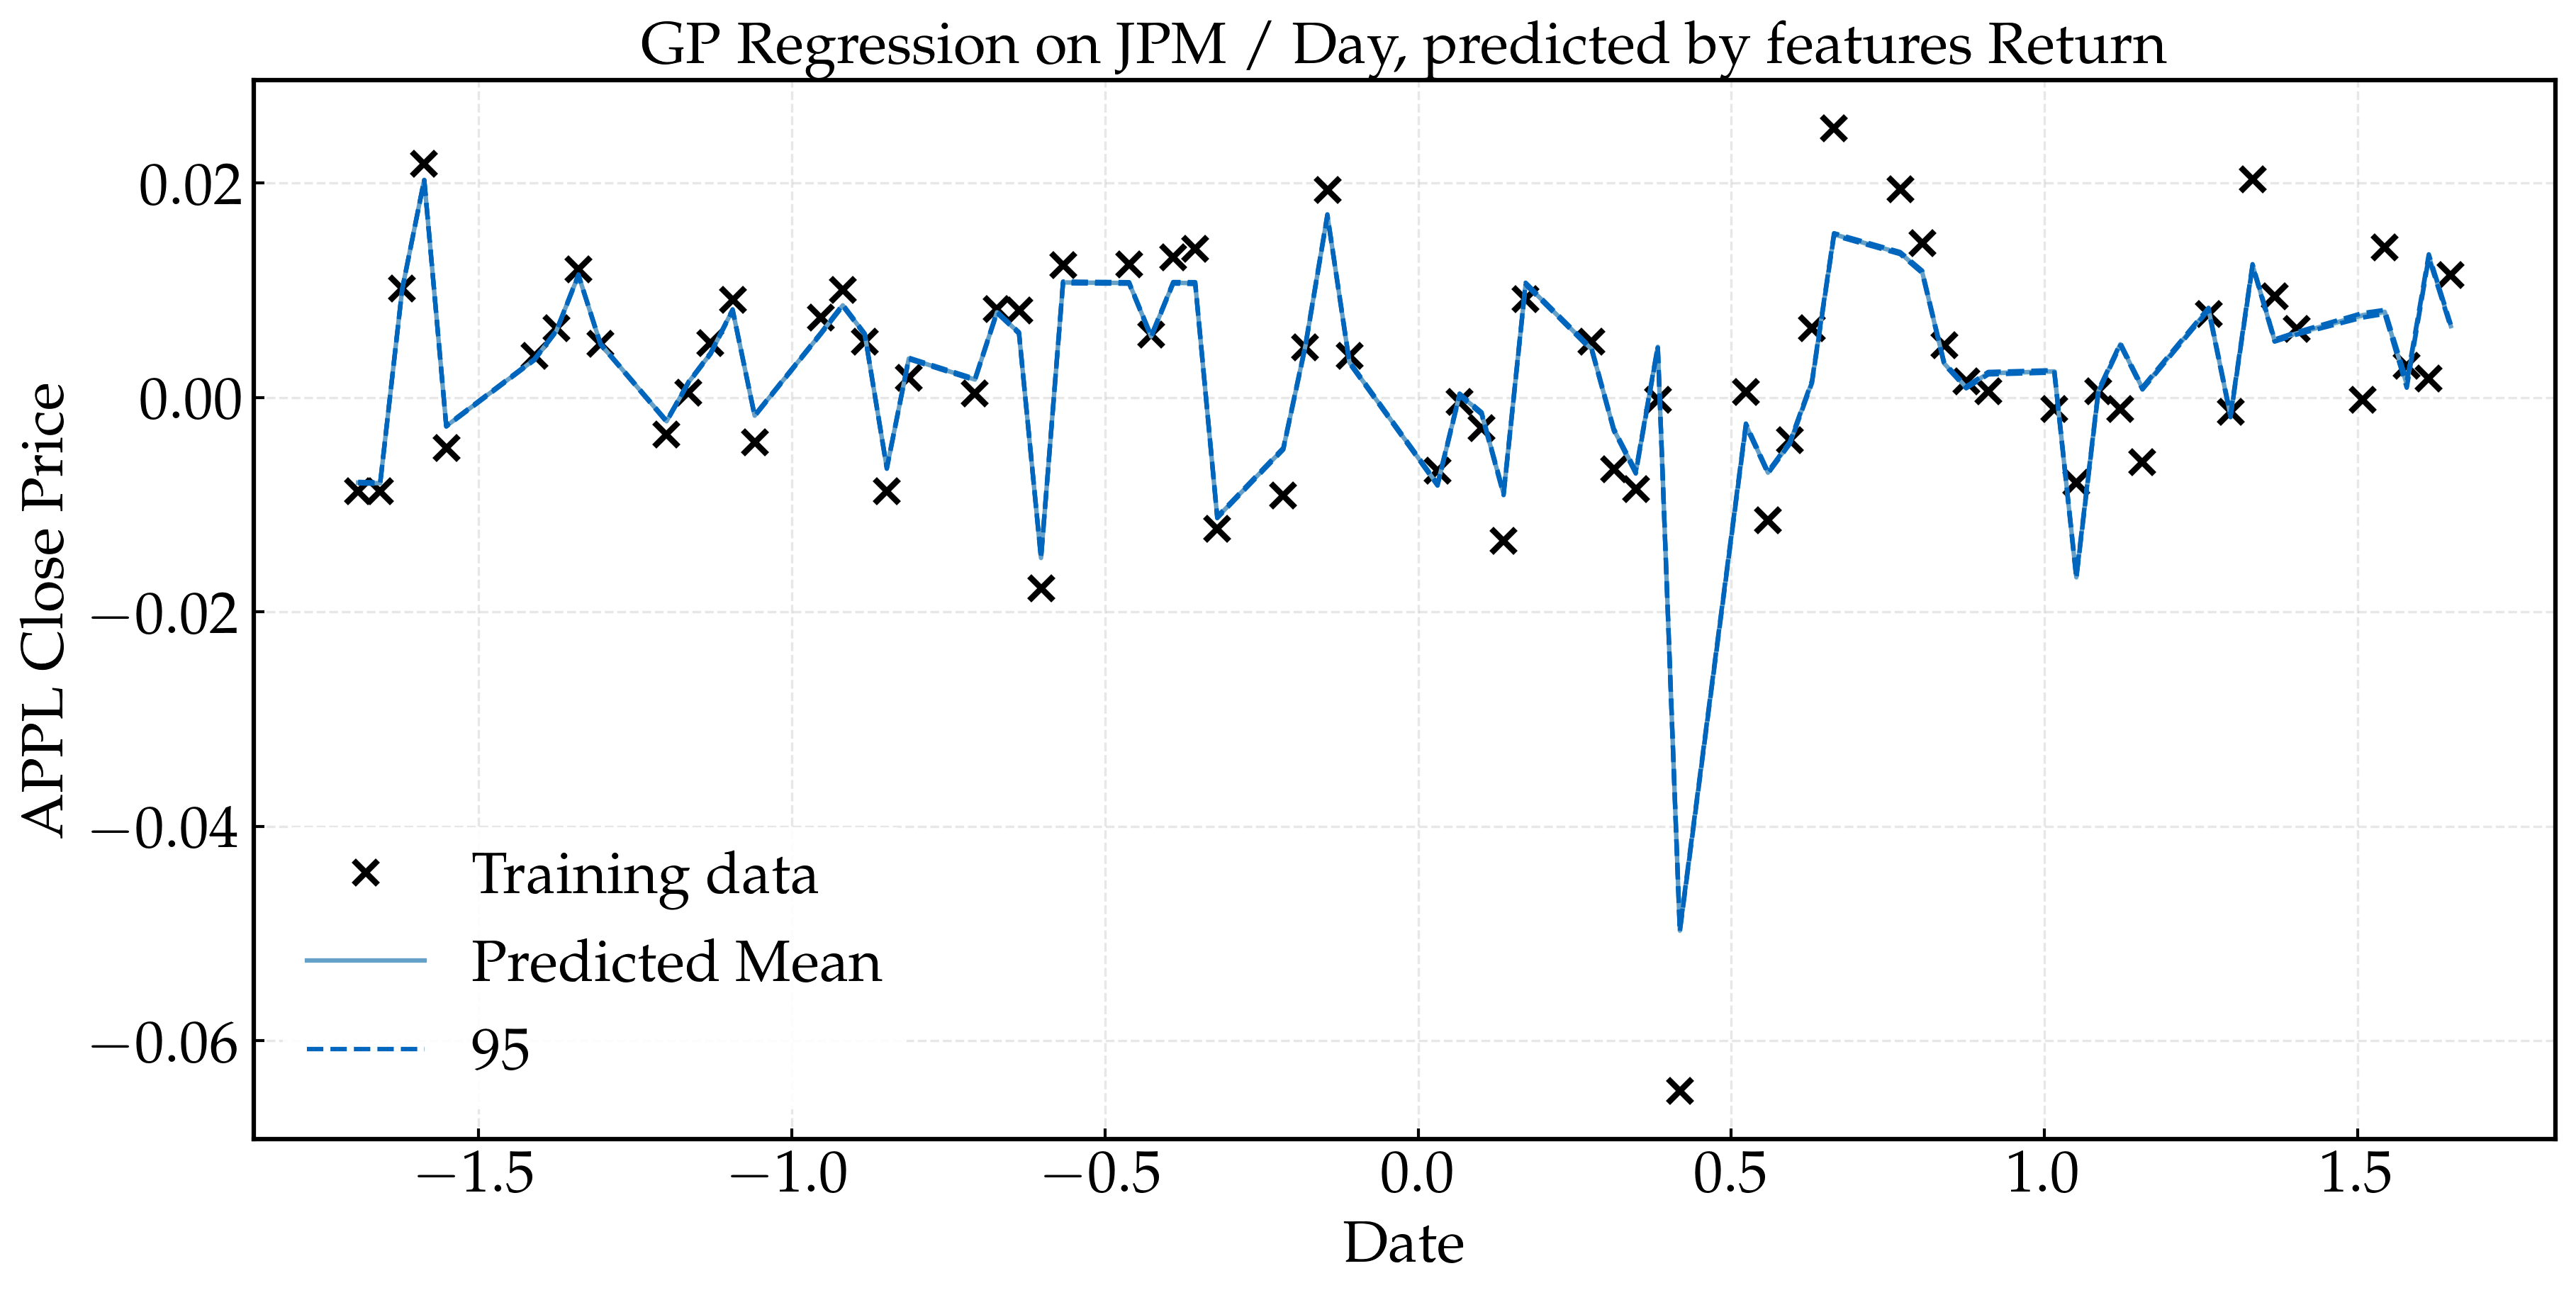 GP Regression on JPM / Day, predicted by features Return
APPL Close Price
0.02
0.00
−0.02
−0.04
−0.06
Training data
Predicted Mean
95
−1.5 −1.0 −0.5 0.0 0.5 1.0 1.5
Date